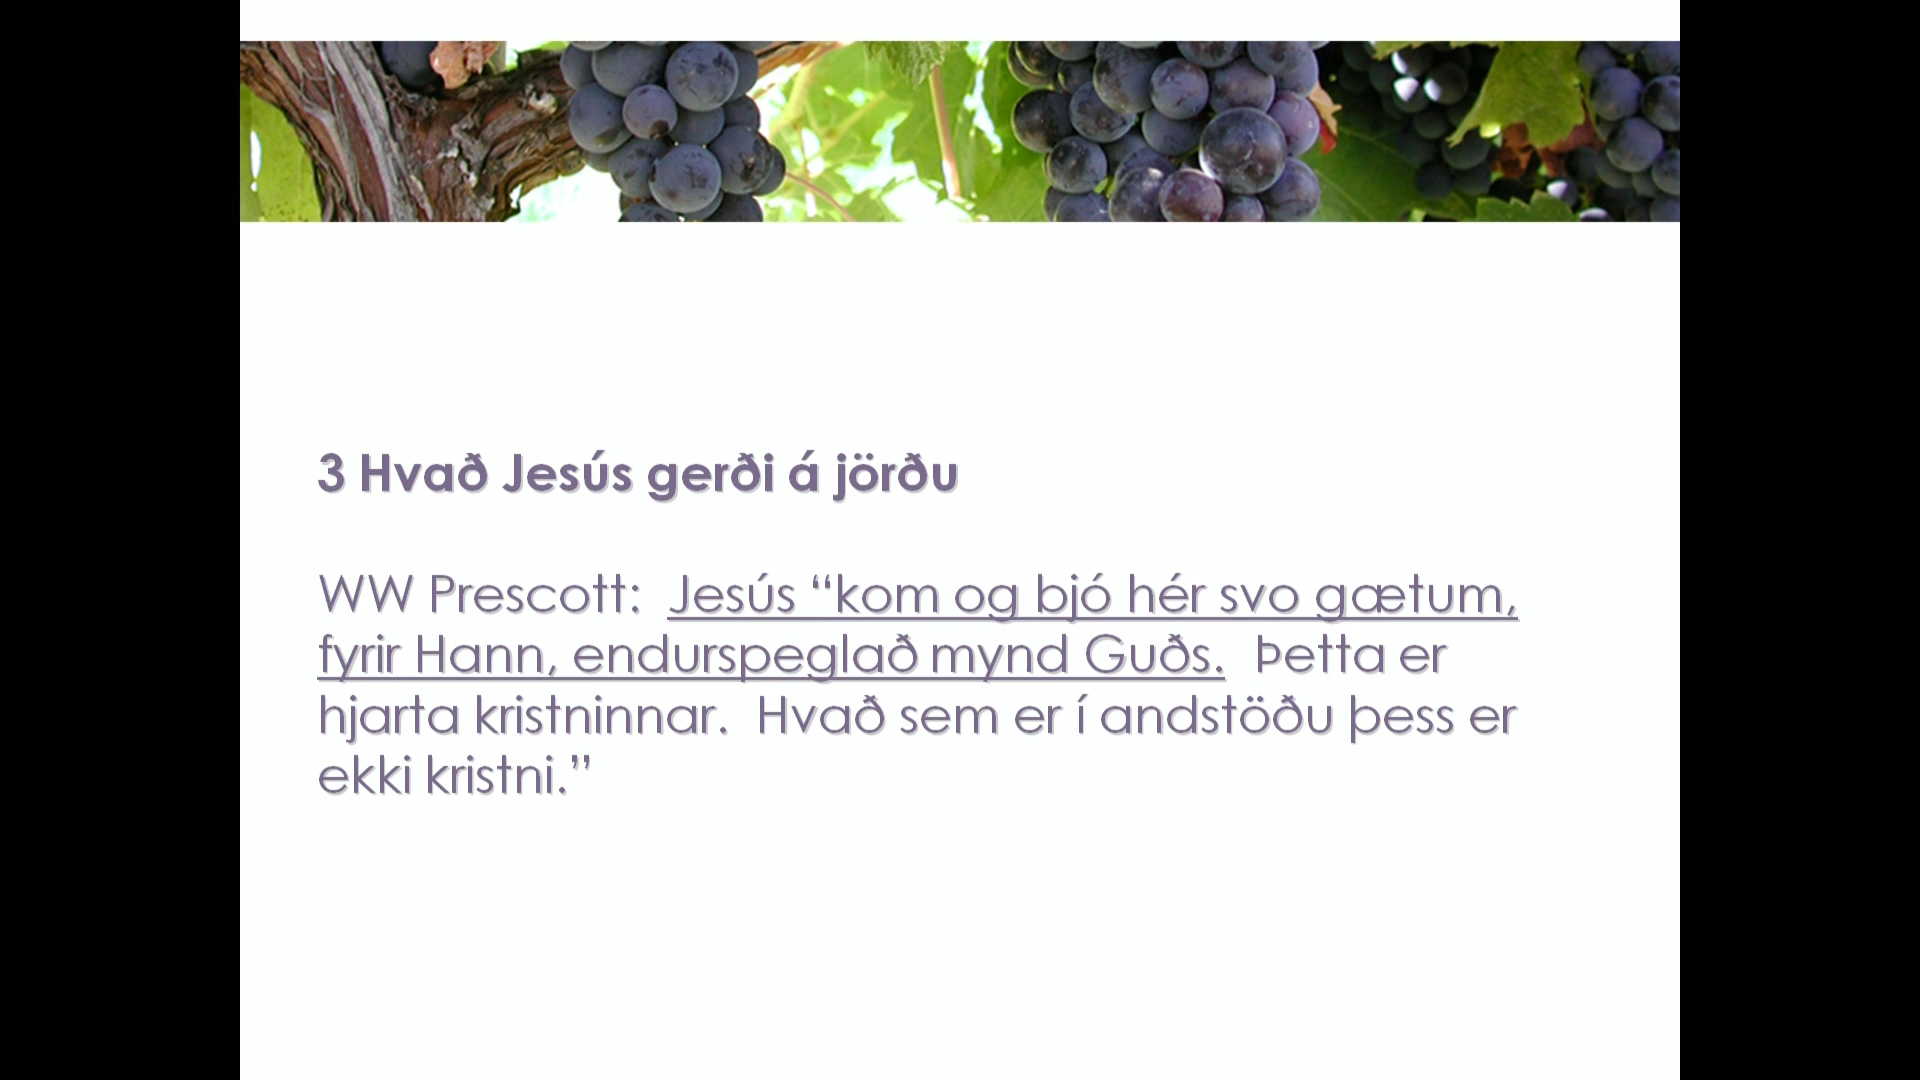 3 Hvað Jesús gerði á jörðu
WW Prescott:  Jesús “kom og bjó hér svo gætum,
fyrir Hann, endurspeglað mynd Guðs.  Þetta er
hjarta kristninnar.  Hvað sem er í andstöðu þess er
ekki kristni.”